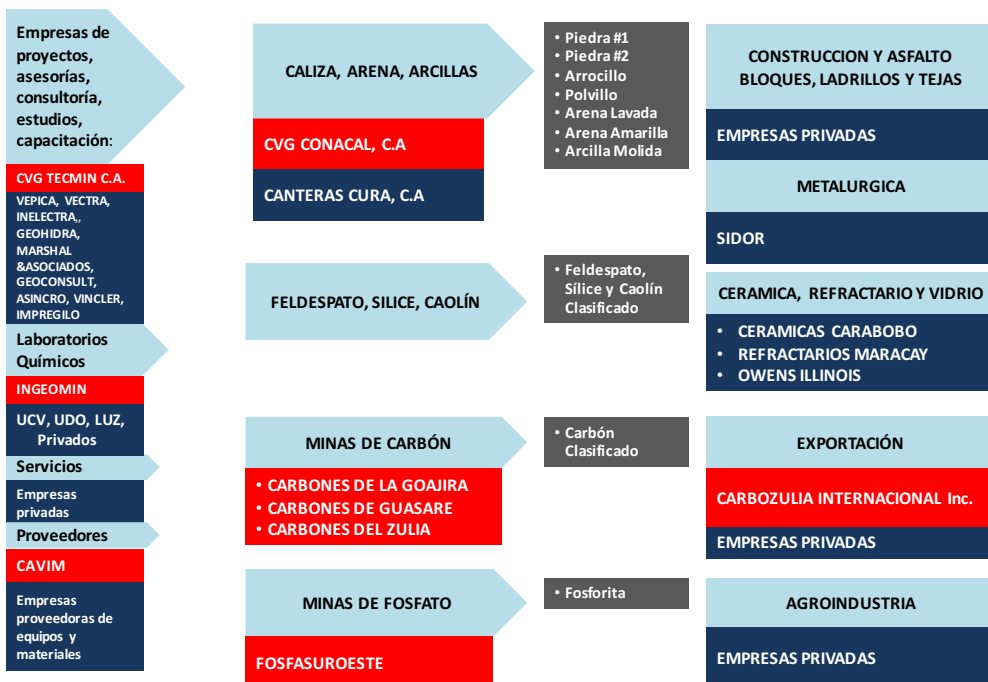 Empresas de
proyectos,
asesorías,
consultoría,
estudios,
capacitación:
CVG TECMIN C.A.
VEPICA, VECTRA,
INELECTRA,,
GEOHIDRA,
MARSHAL
&ASOCIADOS,
GEOCONSULT,
ASINCRO, VINCLER,
IMPREGILO
Laboratorios
Químicos
INGEOMIN
UCV, UDO, LUZ,
Privados
Servicios
Empresas
privadas
Proveedores
CAVIM
Empresas
proveedoras de
equipos y
materiales
CALIZA, ARENA, ARCILLAS
CVG CONACAL, C.A
CANTERAS CURA, C.A
• Piedra #1
• Piedra #2
• Arrocillo
• Polvillo
• Arena Lavada
• Arena Amarilla
• Arcilla Molida
CONSTRUCCION Y ASFALTO
BLOQUES, LADRILLOS Y TEJAS
EMPRESAS PRIVADAS
METALURGICA
SIDOR
FELDESPATO, SILICE, CAOLÍN
• Feldespato,
Sílice y Caolín
Clasificado
CERAMICA, REFRACTARIO Y VIDRIO
• CERAMICAS CARABOBO
• REFRACTARIOS MARACAY
• OWENS ILLINOIS
MINAS DE CARBÓN
• CARBONES DE LA GOAJIRA
• CARBONES DE GUASARE
• CARBONES DEL ZULIA
• Carbón
Clasificado
EXPORTACIÓN
CARBOZULIA INTERNACIONAL Inc.
EMPRESAS PRIVADAS
MINAS DE FOSFATO
FOSFASUROESTE
• Fosforita
AGROINDUSTRIA
EMPRESAS PRIVADAS